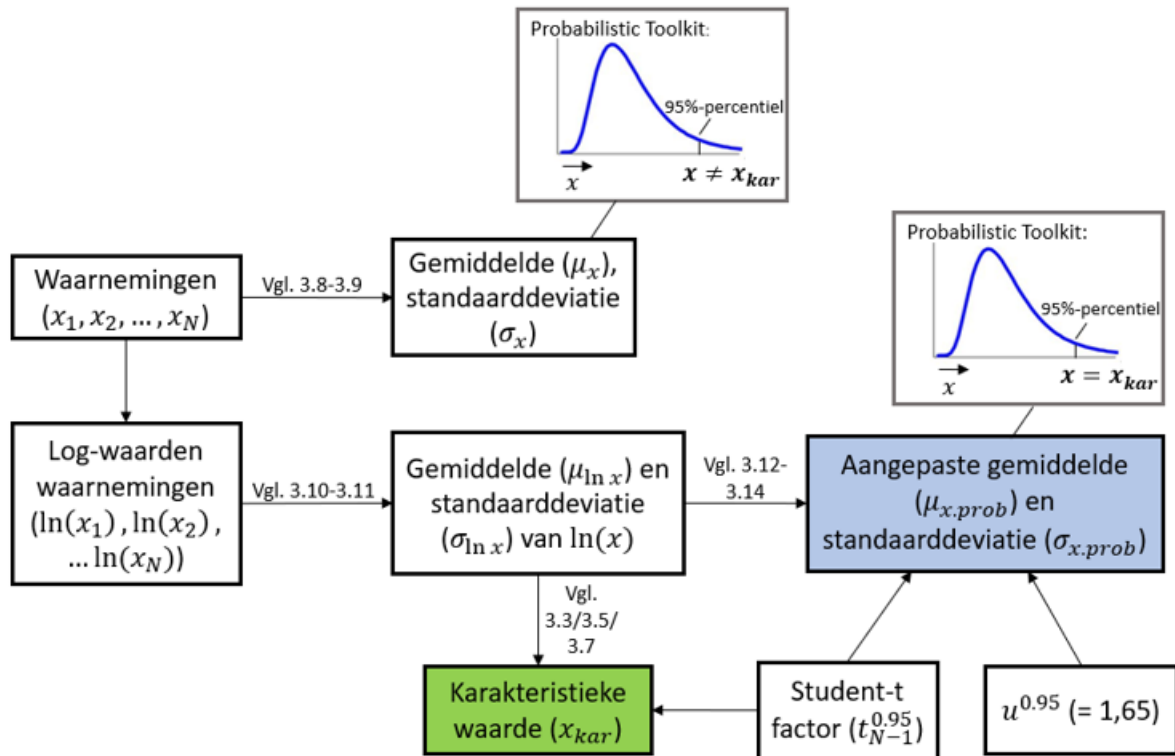 Probabilistic Toolkit:
95%-percentiel
x
x ≠ x_kar
Probabilistic Toolkit:
95%-percentiel
x
x = x_kar
Waarnemingen
(x₁, x₂, ..., x_N)
Vgl. 3.8-3.9
Gemiddelde (μ_x),
standaarddeviatie
(σ_x)
Log-waarden
waarnemingen
(ln(x₁) , ln(x₂) ,
... ln(x_N))
Vgl. 3.10-3.11
Gemiddelde (μ_ln x) en
standaarddeviatie
(σ_ln x) van ln(x)
Vgl. 3.12-
3.14
Aangepaste gemiddelde
(μ_x.prob) en
standaarddeviatie (σ_x.prob)
Vgl.
3.3/3.5/
3.7
Karakteristieke
waarde (x_kar)
Student-t
factor (t_{N-1}^{0.95})
u^{0.95} (= 1,65)